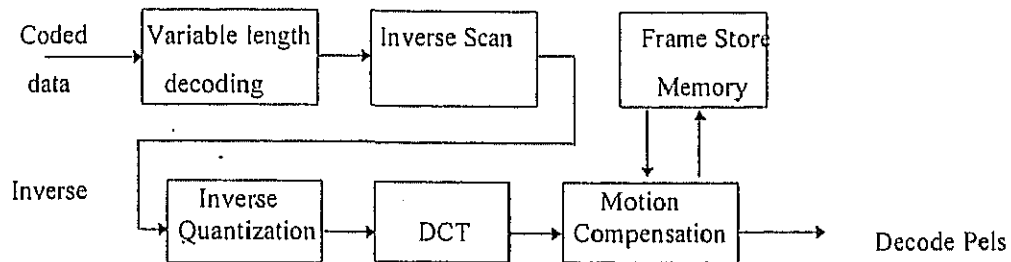 Coded
data
Variable length
decoding
Inverse Scan
Frame Store
Memory
Inverse
Inverse
Quantization
DCT
Motion
Compensation
Decode Pels